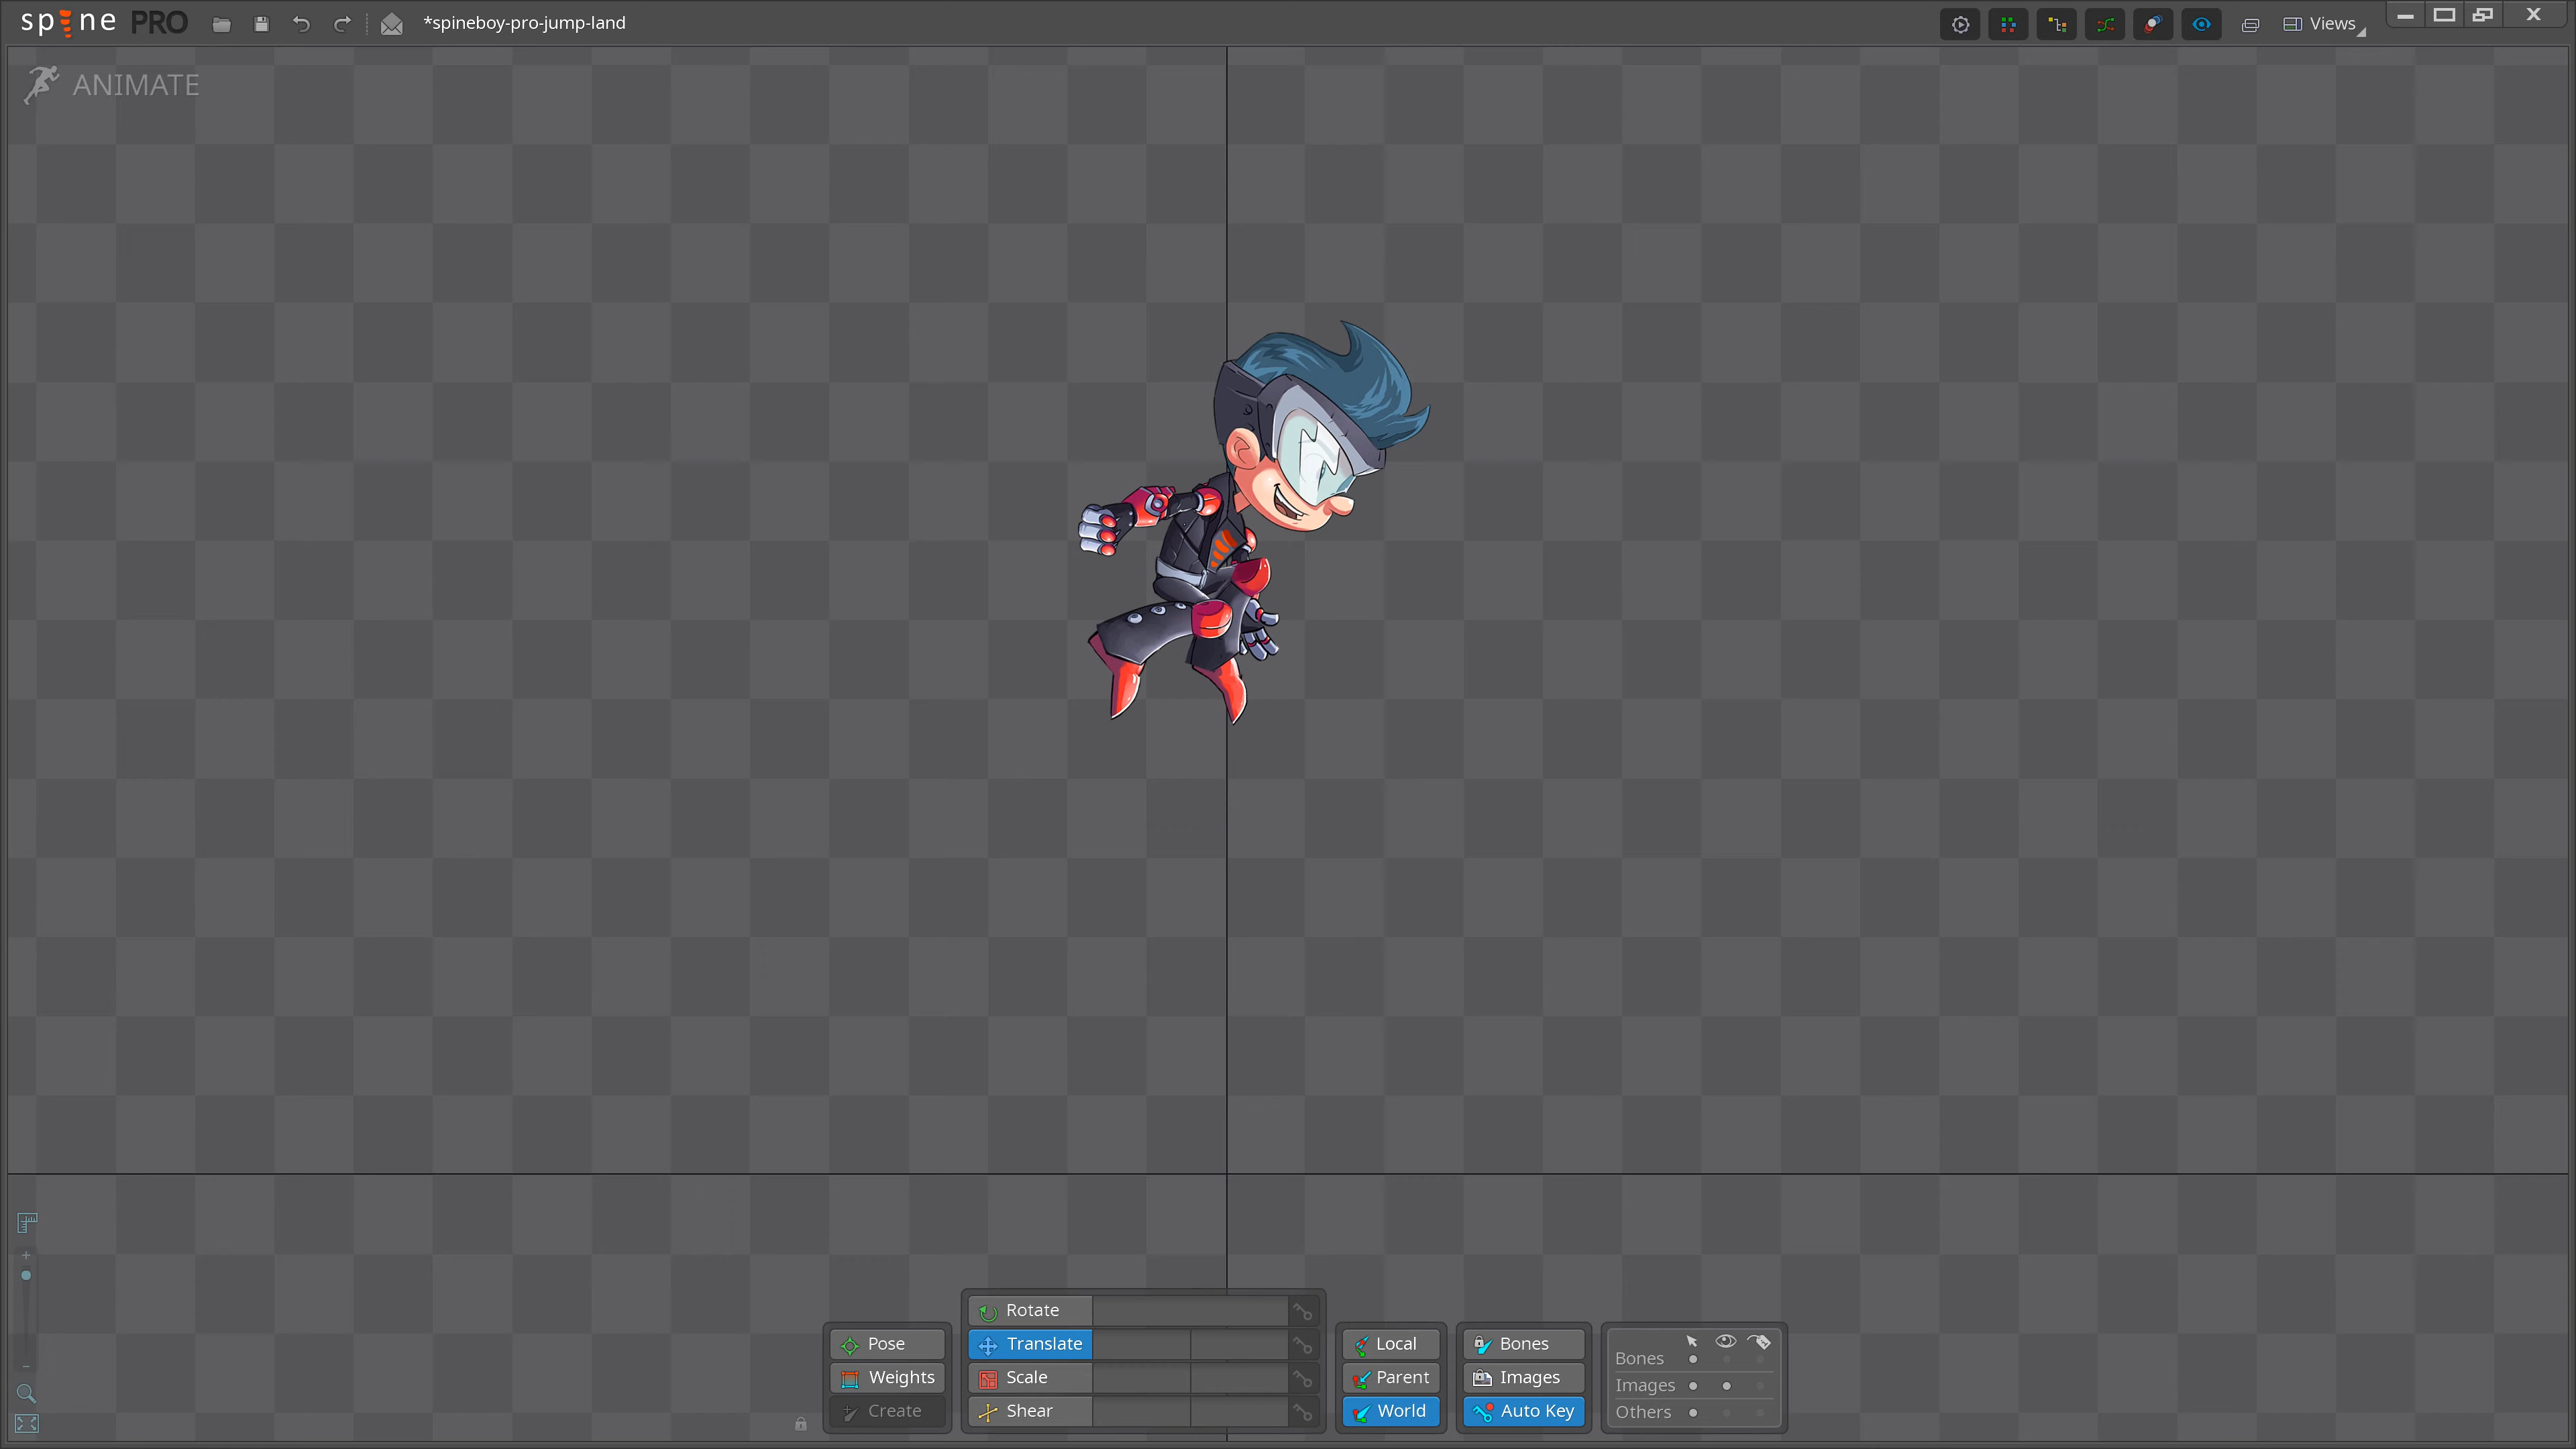 spine PRO
*spineboy-pro-jump-land
Views
ANIMATE
Pose
Weights
Create
Rotate
Translate
Scale
Shear
Local
Parent
World
Bones
Images
Auto Key
Bones
Images
Others